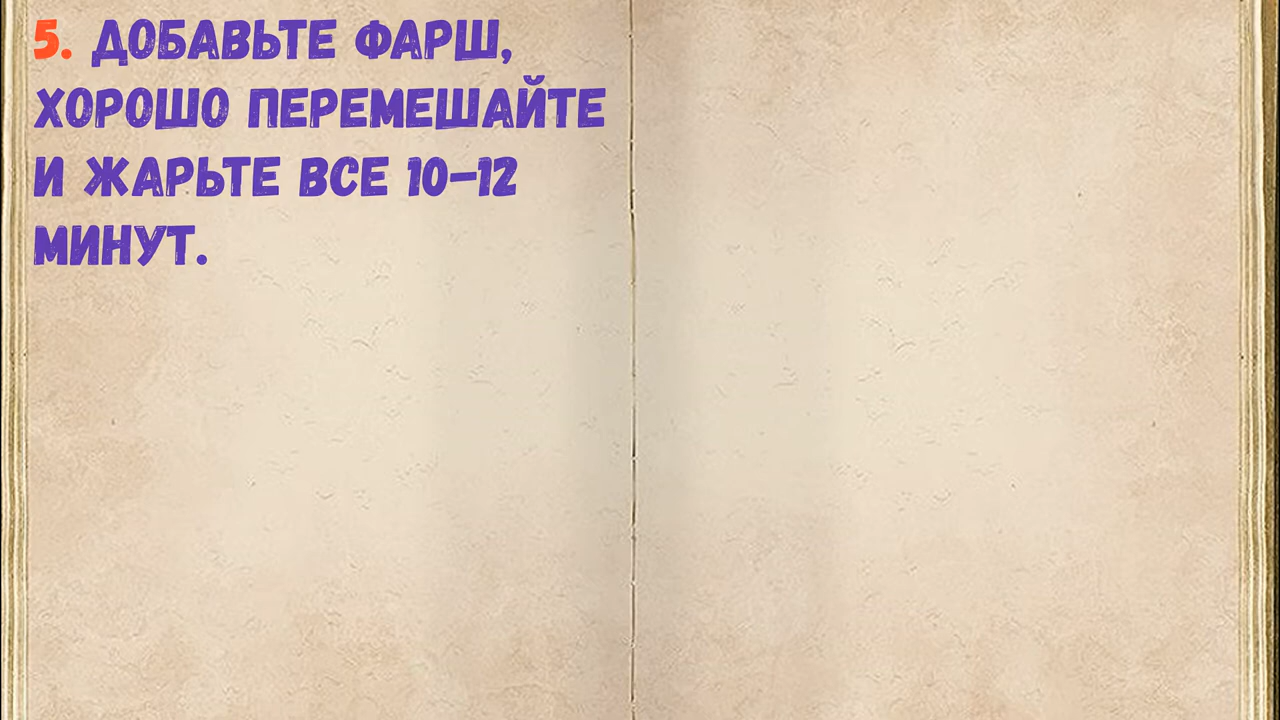 5. ДОБАВЬТЕ ФАРШ,
ХОРОШО ПЕРЕМЕШАЙТЕ
И ЖАРЬТЕ ВСЕ 10–12
МИНУТ.